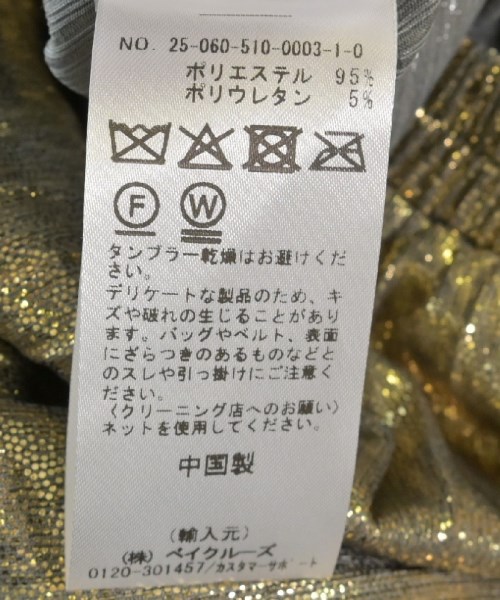 NO. 25-060-510-0003-1-0
ポリエステル 95%
ポリウレタン 5%
F W
タンブラー乾燥はお避けくだ
さい。
デリケートな製品のため、キ
ズや破れの生じることがあり
ます。バッグやベルト、表面
にざらつきのあるものなどと
のスレや引っ掛けにご注意く
ださい。
〈クリーニング店へのお願い〉
ネットを使用してください。
中国製
(輸入元)
(株) ベイクルーズ
0120-301457/カスタマーサポート